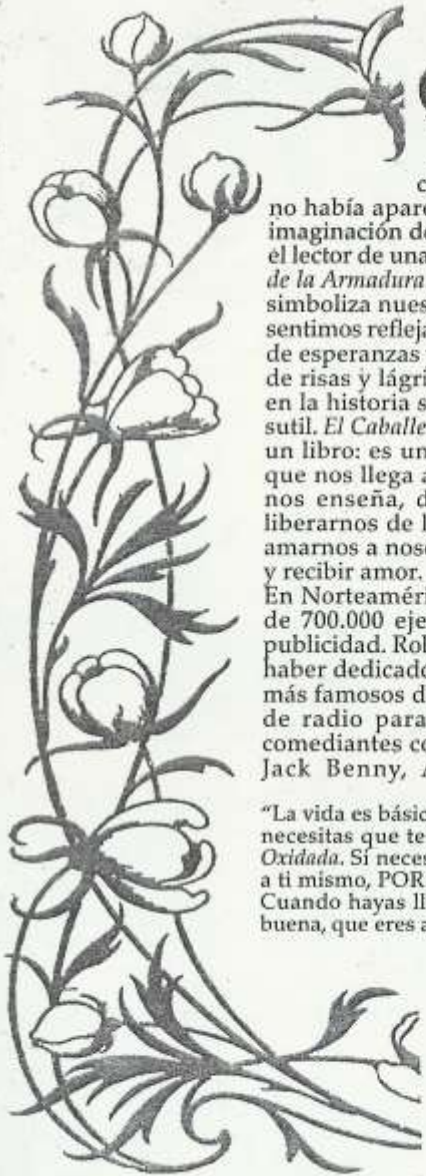 no había apare
imaginación de
el lector de una
de la Armadura
simboliza nues
sentimos refleja
de esperanzas
de risas y lágri
en la historia s
sutil. El Caballe
un libro: es un
que nos llega a
nos enseña, d
liberarnos de l
amarnos a noso
y recibir amor.
En Norteaméri
de 700.000 eje
publicidad. Rol
haber dedicado
más famosos d
de radio para
comediantes co
Jack Benny, A
"La vida es básic
necesitas que te
Oxidada. Si neces
a ti mismo, POR
Cuando hayas ll
buena, que eres a